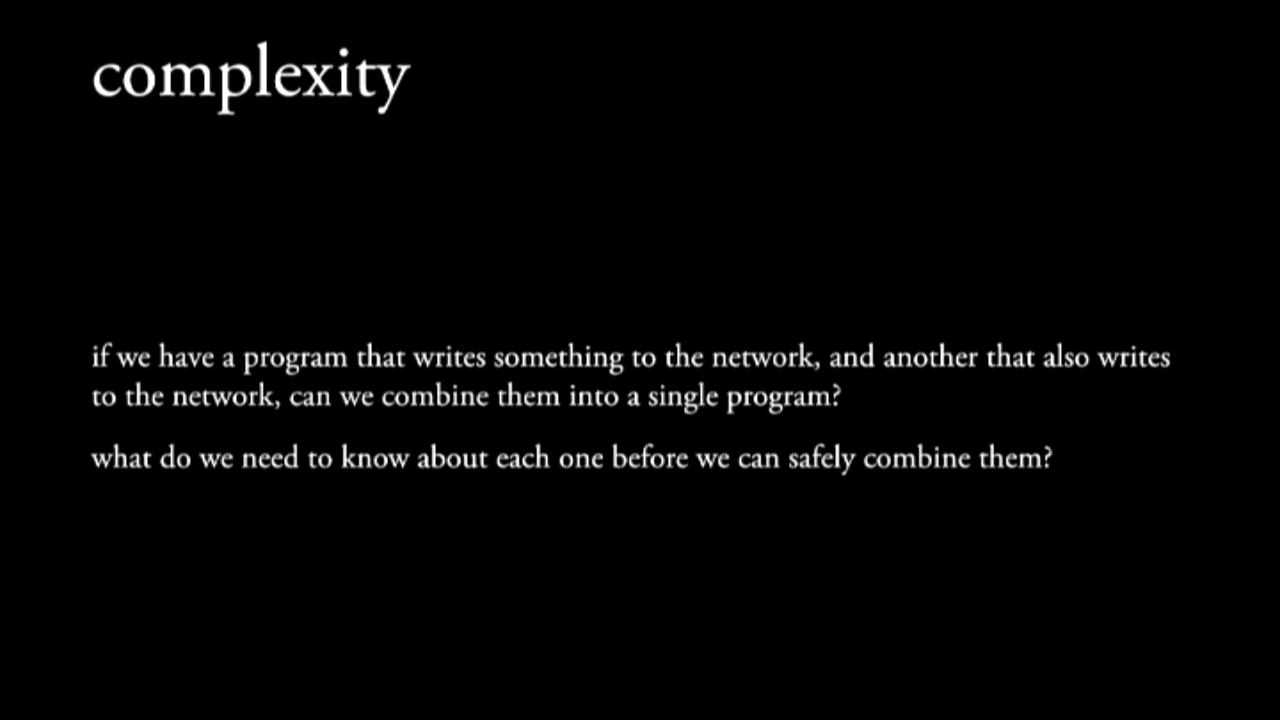 complexity
if we have a program that writes something to the network, and another that also writes
to the network, can we combine them into a single program?
what do we need to know about each one before we can safely combine them?